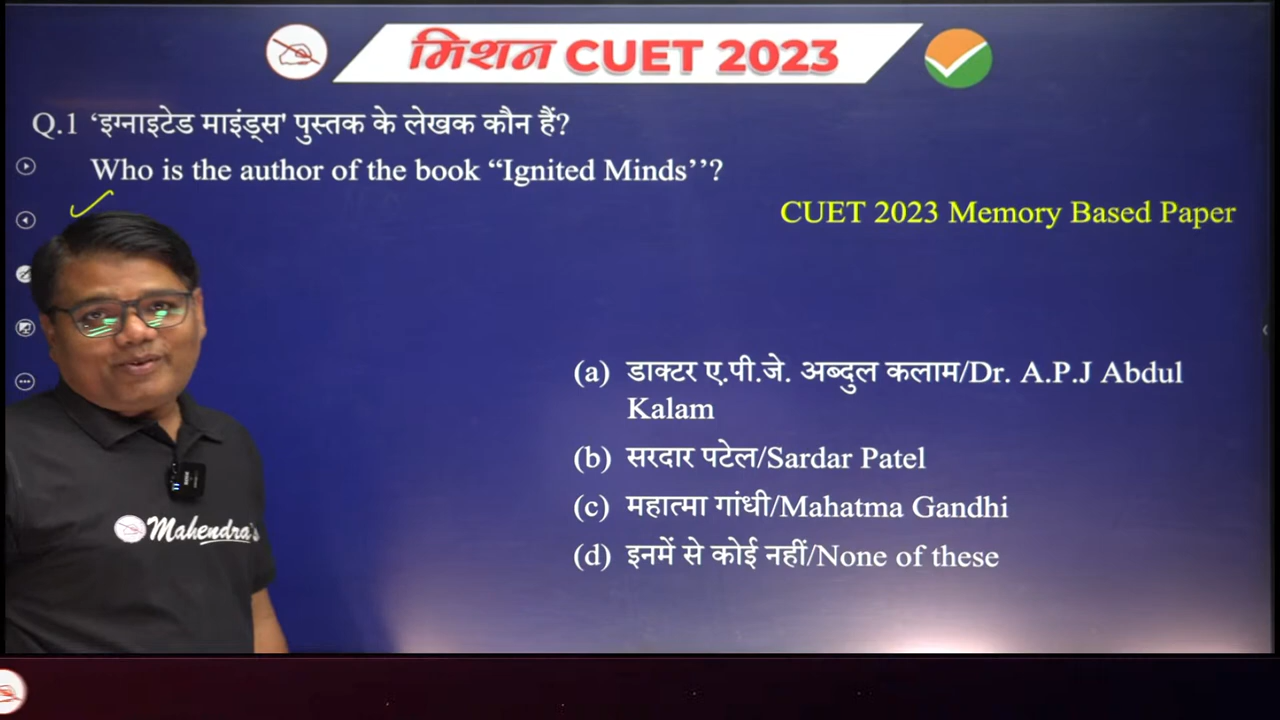 मिशन CUET 2023
Q.1 ‘इग्नाइटेड माइंड्स' पुस्तक के लेखक कौन हैं?
Who is the author of the book “Ignited Minds’’?
CUET 2023 Memory Based Paper
(a) डाक्टर ए.पी.जे. अब्दुल कलाम/Dr. A.P.J Abdul
Kalam
(b) सरदार पटेल/Sardar Patel
(c) महात्मा गांधी/Mahatma Gandhi
(d) इनमें से कोई नहीं/None of these
Mahendra's